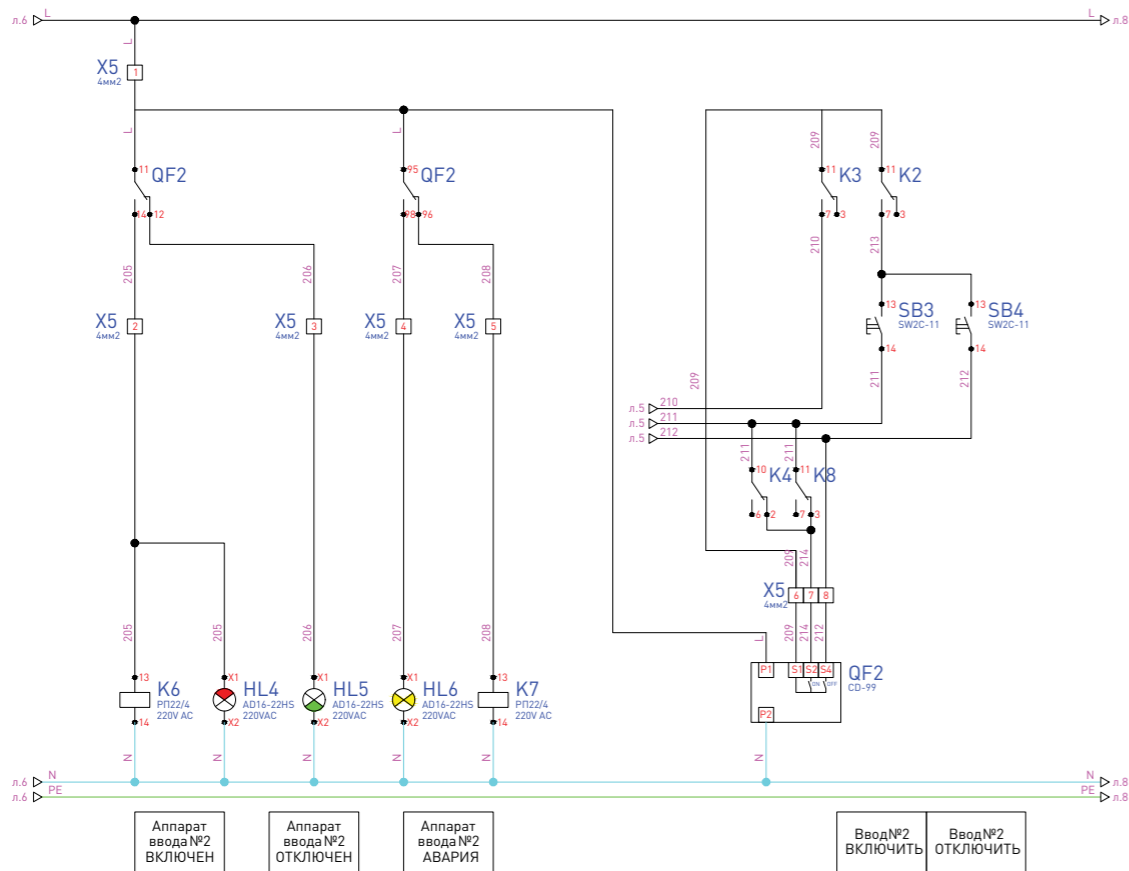 л.6 L L л.8
L
X5 1
4мм2
L L 209 209
11 QF2 95 QF2 11 K3 11 K2
14 12 98 96 7 3 7 3
205 206 207 208 210 213
X5 2 X5 3 X5 4 X5 5
4мм2 4мм2 4мм2 4мм2
13 SB3 13 SB4
SW2C-11 SW2C-11
14 14
209 211 212
л.5 210
л.5 211
л.5 212
211 211
10 K4 11 K8
6 2 7 3
209 214
X5 6 7 8
4мм2
205 205 206 207 208 L 209 214 212
13 X1 X1 X1 13 P1 S1 S2 S4
K6 HL4 HL5 HL6 K7 QF2
РП22/4 AD16-22HS AD16-22HS AD16-22HS РП22/4 ON OFF CD-99
220V AC 220VAC 220VAC 220VAC 220V AC
14 X2 X2 X2 14 P2
N N N N N N
л.6 N N л.8
л.6 PE PE л.8
Аппарат
ввода №2
ВКЛЮЧЕН
Аппарат
ввода №2
ОТКЛЮЧЕН
Аппарат
ввода №2
АВАРИЯ
Ввод №2
ВКЛЮЧИТЬ
Ввод №2
ОТКЛЮЧИТЬ